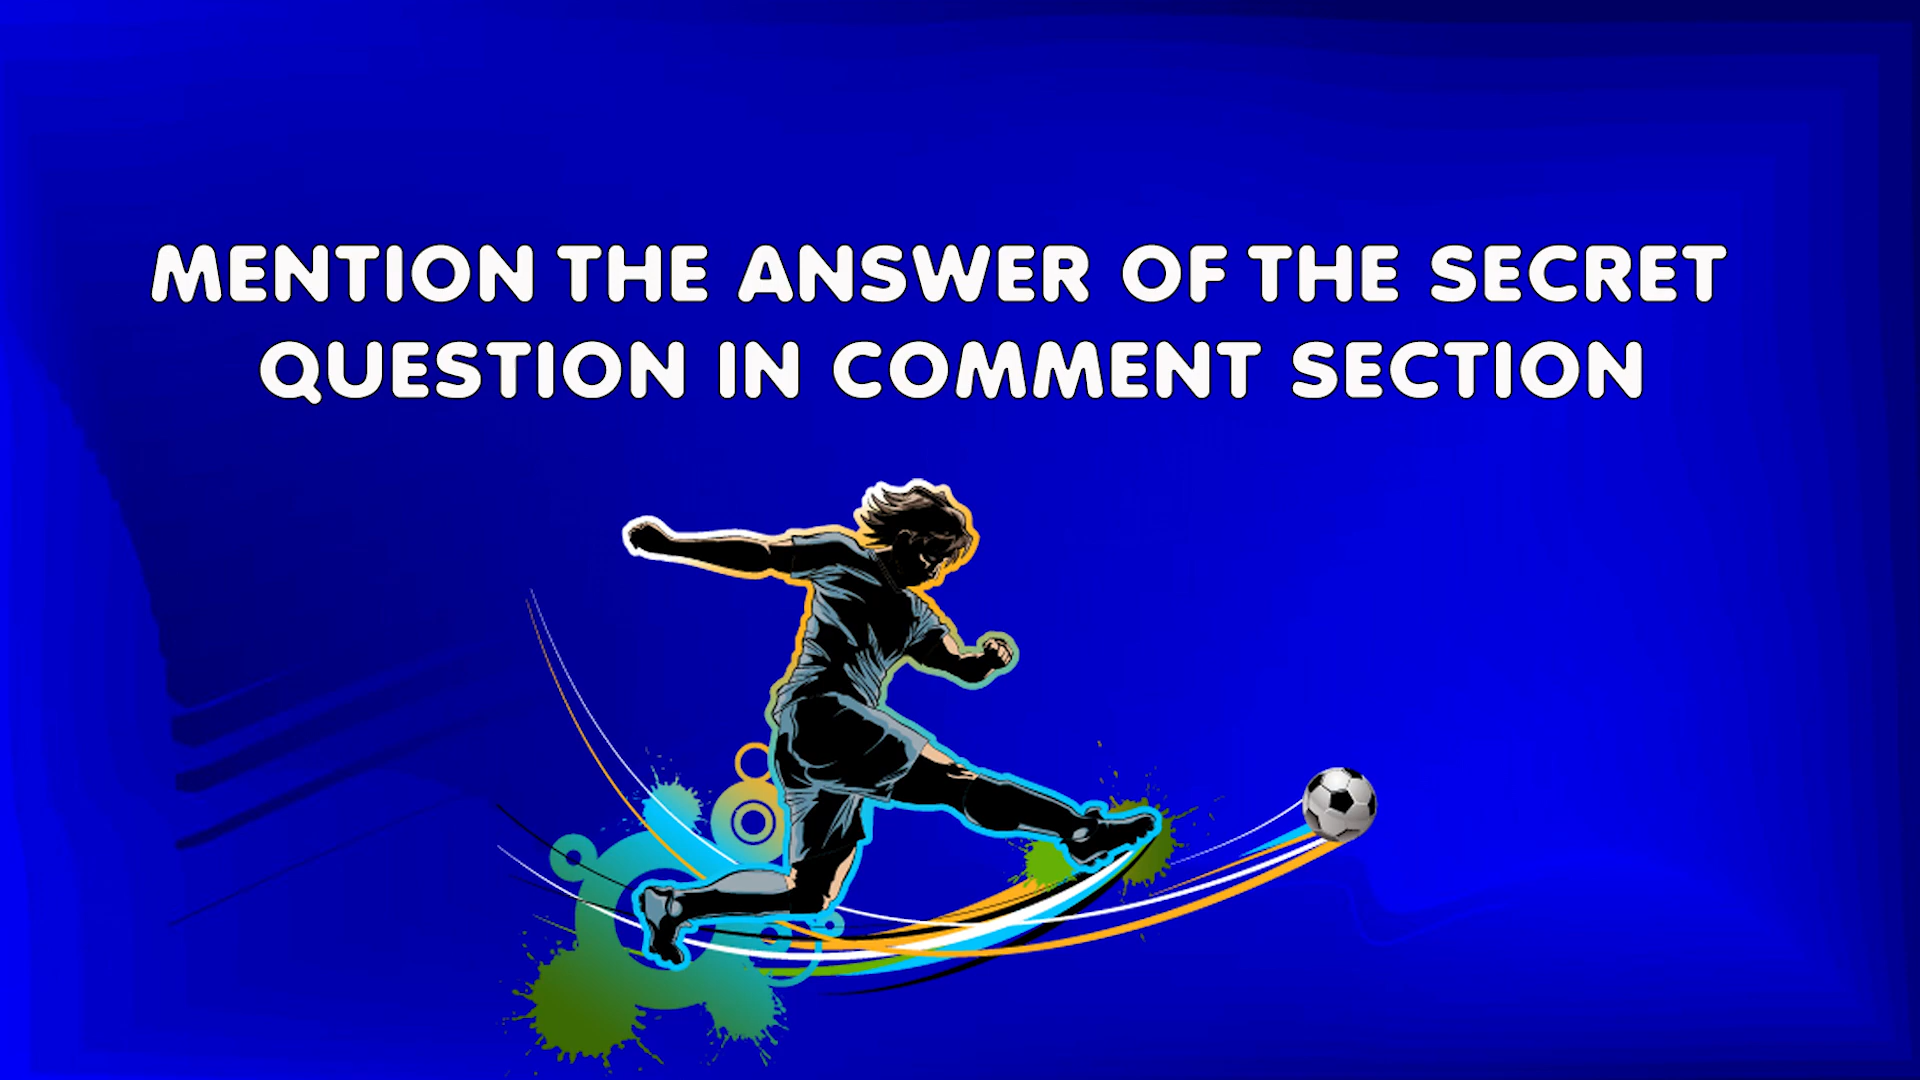 MENTION THE ANSWER OF THE SECRET
QUESTION IN COMMENT SECTION